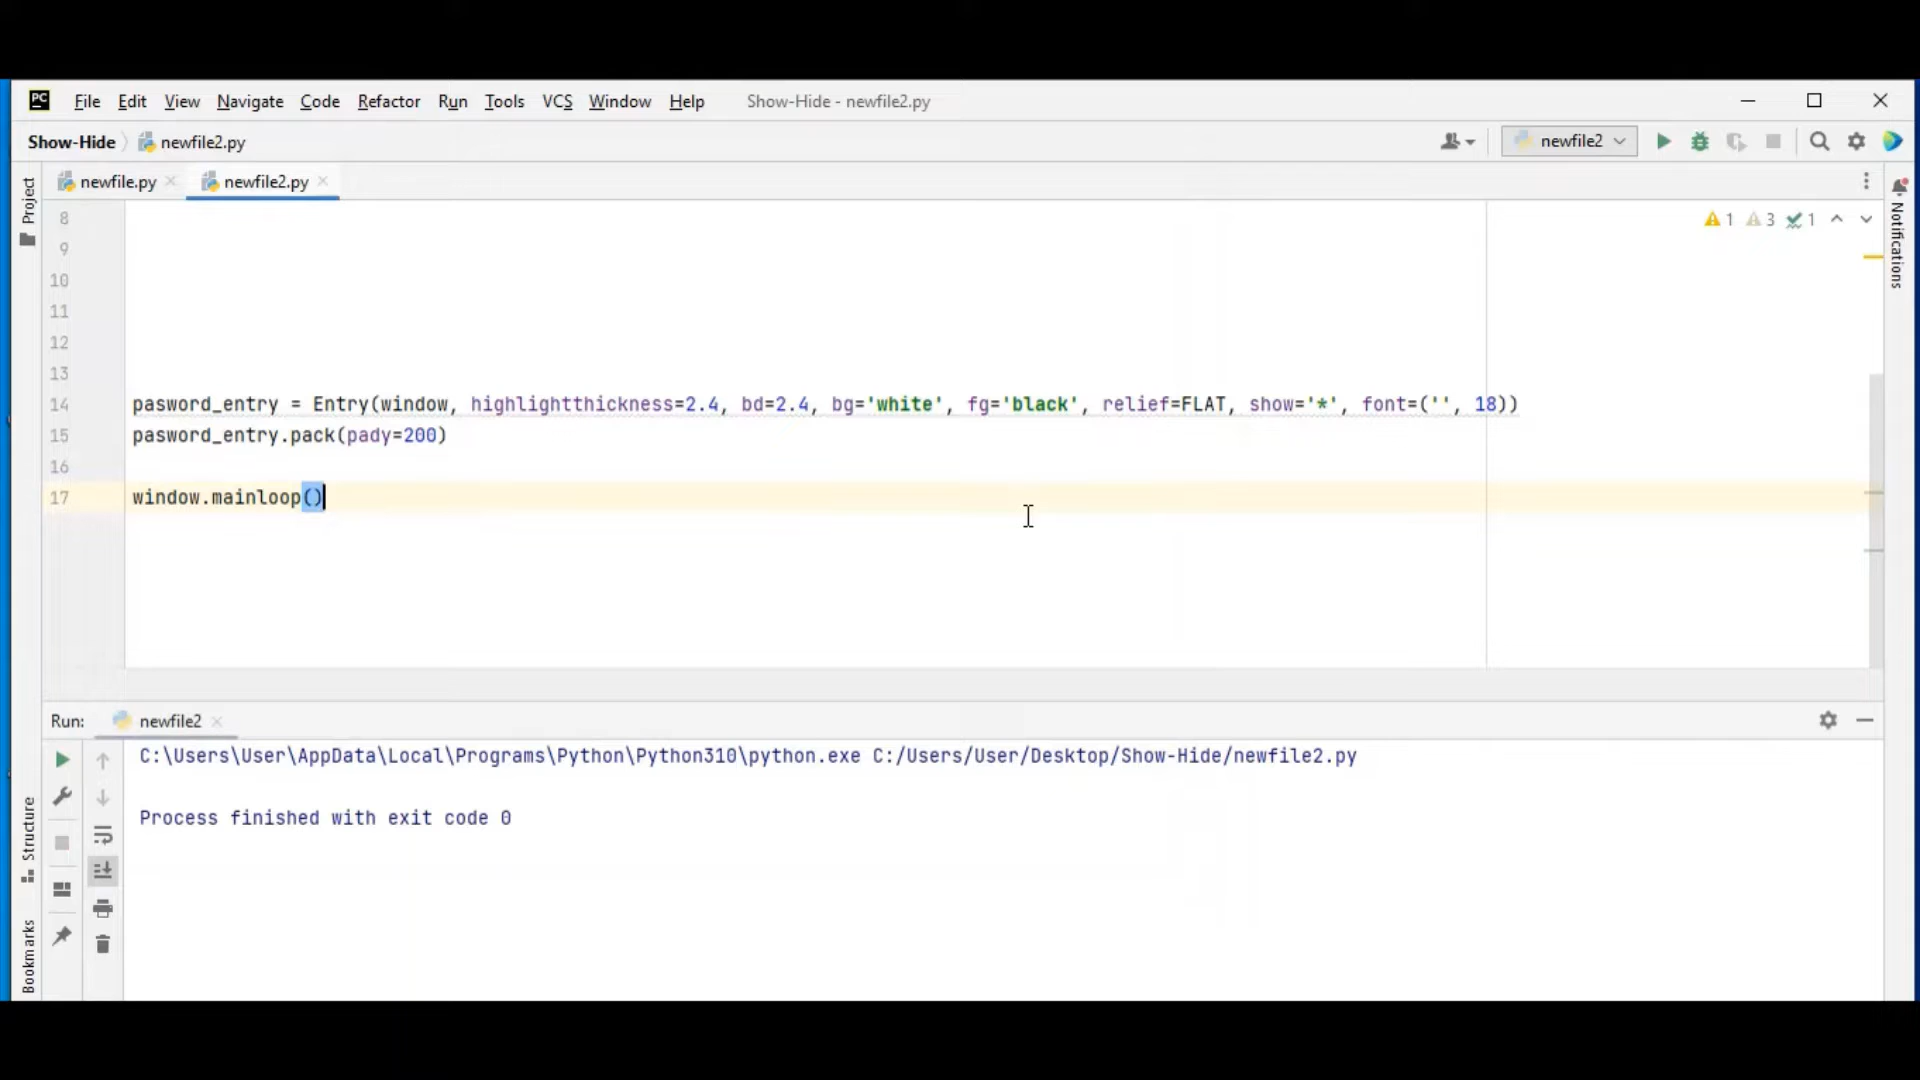 PC File Edit View Navigate Code Refactor Run Tools VCS Window Help Show-Hide - newfile2.py
Show-Hide newfile2.py newfile2
Project newfile.py newfile2.py
8 1 3 1
9
10
11
12
13
14 pasword_entry = Entry(window, highlightthickness=2.4, bd=2.4, bg='white', fg='black', relief=FLAT, show='*', font=('', 18))
15 pasword_entry.pack(pady=200)
16
17 window.mainloop()
Notifications
Run: newfile2
C:\Users\User\AppData\Local\Programs\Python\Python310\python.exe C:/Users/User/Desktop/Show-Hide/newfile2.py
Process finished with exit code 0
Structure
Bookmarks